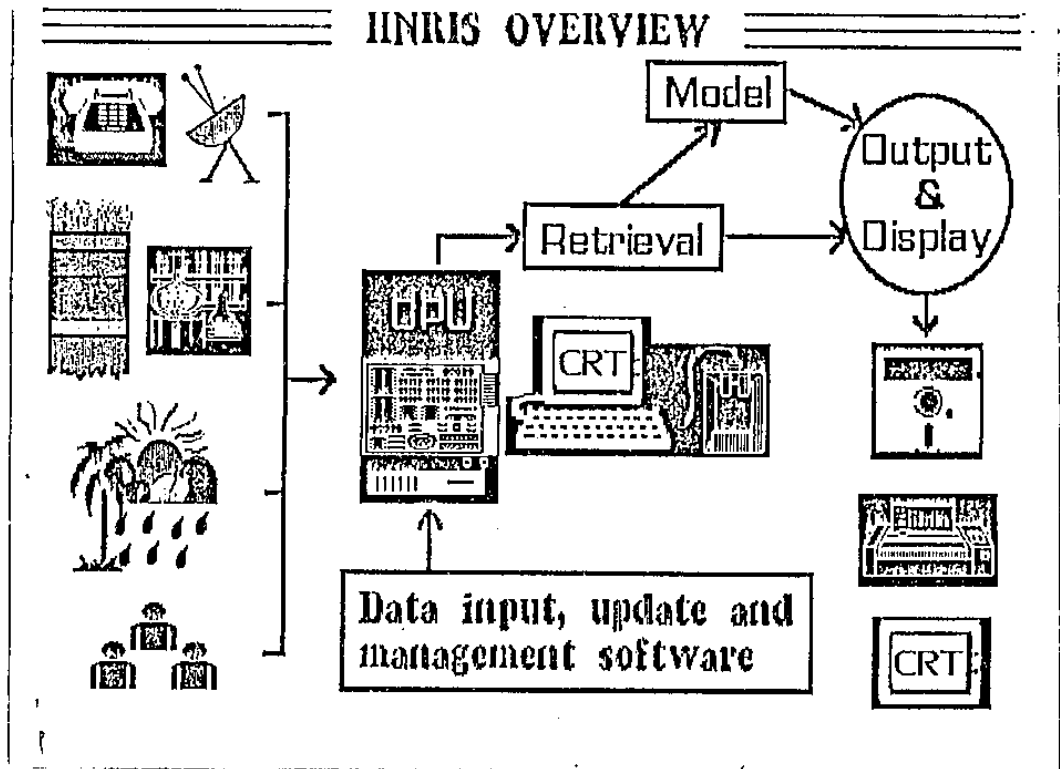 HNRIS OVERVIEW
Model
Output
&
Display
Retrieval
CPU
CRT
Data input, update and
management software
CRT